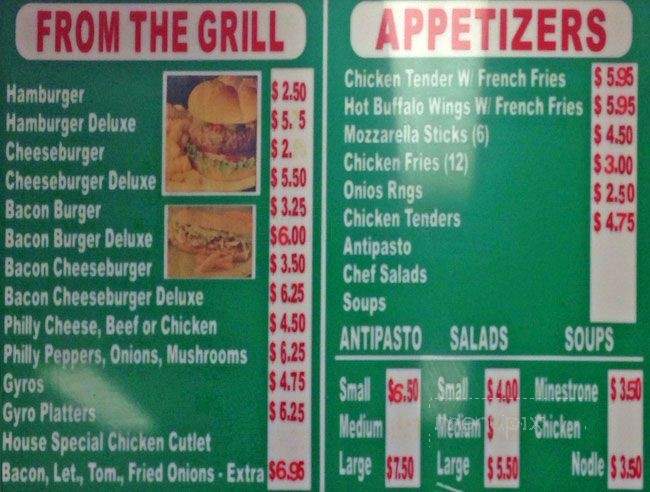 FROM THE GRILL
Hamburger $ 2.50
Hamburger Deluxe $ 5. 5
Cheeseburger $ 2.
Cheeseburger Deluxe $ 5.50
Bacon Burger $ 3.25
Bacon Burger Deluxe $6.00
Bacon Cheeseburger $ 3.50
Bacon Cheeseburger Deluxe $ 6.25
Philly Cheese, Beef or Chicken $ 4.50
Philly Peppers, Onions, Mushrooms $ 6.25
Gyros $ 4.75
Gyro Platters $ 6.25
House Special Chicken Cutlet
Bacon, Let., Tom., Fried Onions - Extra $6.95
APPETIZERS
Chicken Tender W/ French Fries $ 5.95
Hot Buffalo Wings W/ French Fries $ 5.95
Mozzarella Sticks (6) $ 4.50
Chicken Fries (12) $ 3.00
Onios Rngs $ 2.50
Chicken Tenders $ 4.75
Antipasto
Chef Salads
Soups
ANTIPASTO SALADS SOUPS
Small $6.50 Small $ 4.00 Minestrone $ 3.50
Medium Medium $ Chicken
Large $7.50 Large $ 5.50 Nodle $ 3.50